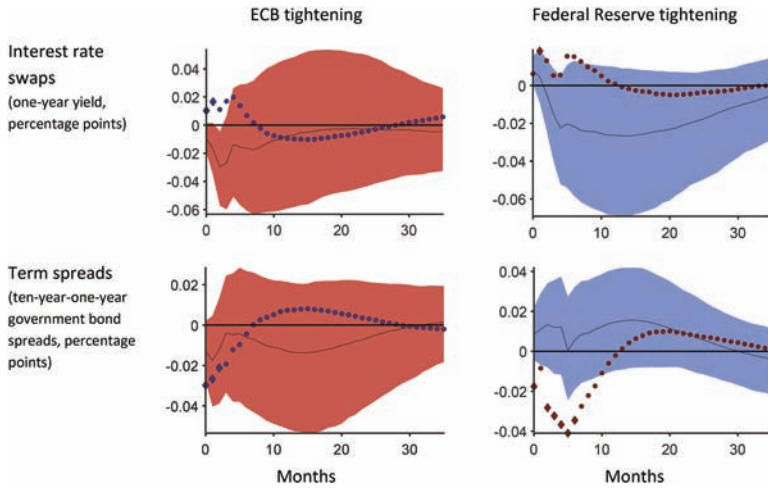 ECB tightening
Federal Reserve tightening
Interest rate
swaps
(one-year yield,
percentage points)
0.04
0.02
0
-0.02
-0.04
-0.06
0
10
20
30
0.02
0
-0.02
-0.04
-0.06
0
10
20
30
Term spreads
(ten-year-one-year
government bond
spreads, percentage
points)
0.02
0
-0.02
-0.04
0
10
20
30
Months
0.04
0.02
0
-0.02
-0.04
0
10
20
30
Months